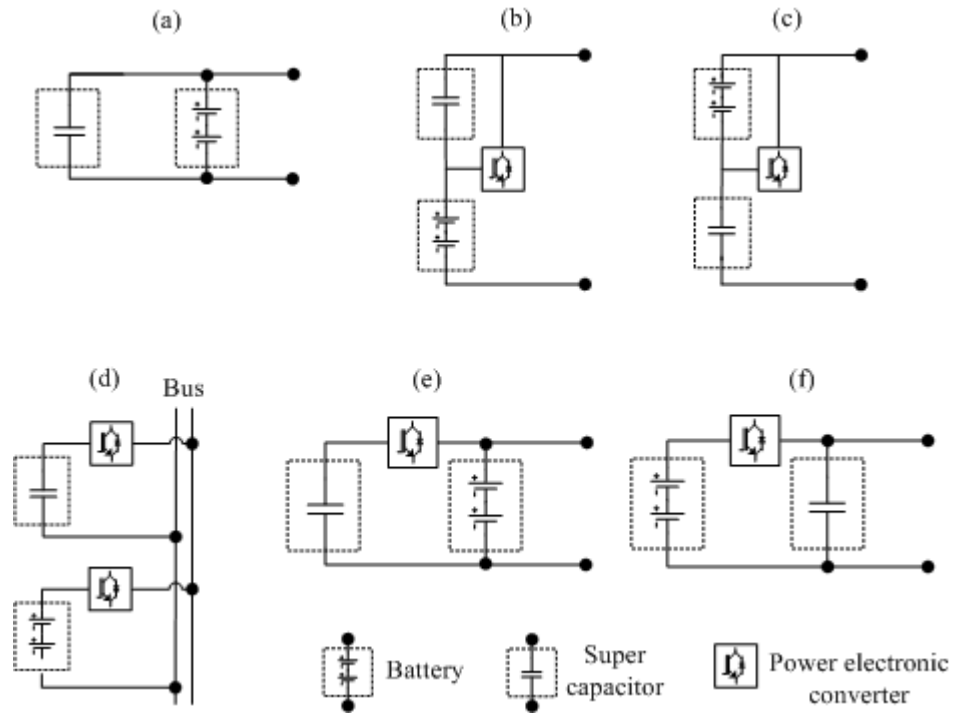 (a)
(b)
(c)
(d)
Bus
(e)
(f)
Battery
Super
capacitor
Power electronic
converter